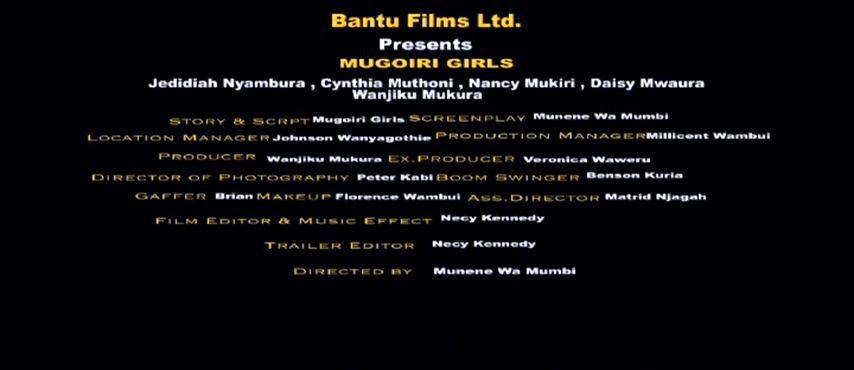 Bantu Films Ltd.
Presents
MUGOIRI GIRLS
Jedidiah Nyambura , Cynthia Muthoni , Nancy Mukiri , Daisy Mwaura
Wanjiku Mukura
STORY & SCRPT Mugoiri Girls SCREENPLAY Munene Wa Mumbi
LOCATION MANAGER Johnson Wanyagothie PRODUCTION MANAGER Millicent Wambui
PRODUCER Wanjiku Mukura EX.PRODUCER Veronica Waweru
DIRECTOR OF PHOTOGRAPHY Peter Kabi BOOM SWINGER Benson Kuria
GAFFER Brian MAKEUP Florence Wambui ASS.DIRECTOR Matrid Njagah
FILM EDITOR & MUSIC EFFECT Necy Kennedy
TRAILER EDITOR Necy Kennedy
DIRECTED BY Munene Wa Mumbi